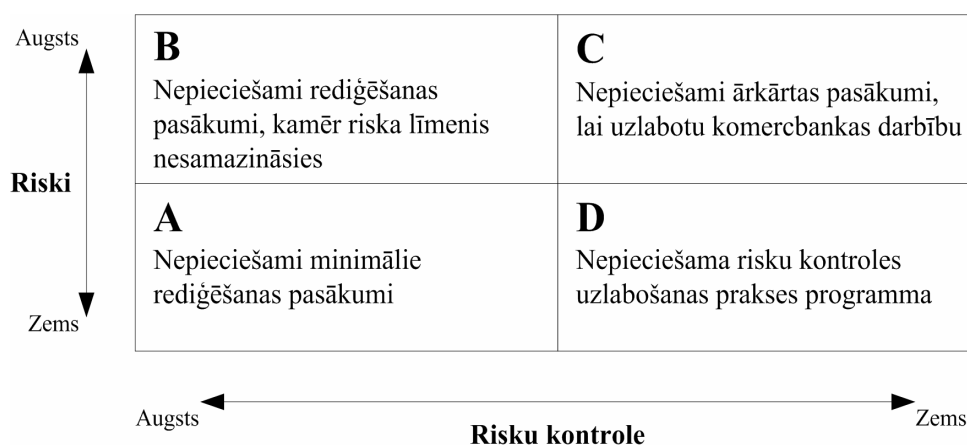 Augsts
B
Nepieciešami rediģēšanas
pasākumi, kamēr riska līmenis
nesamazināsies
C
Nepieciešami ārkārtas pasākumi,
lai uzlabotu komercbankas darbību
Riski
A
Nepieciešami minimālie
rediģēšanas pasākumi
D
Nepieciešama risku kontroles
uzlabošanas prakses programma
Zems
Augsts
Zems
Risku kontrole